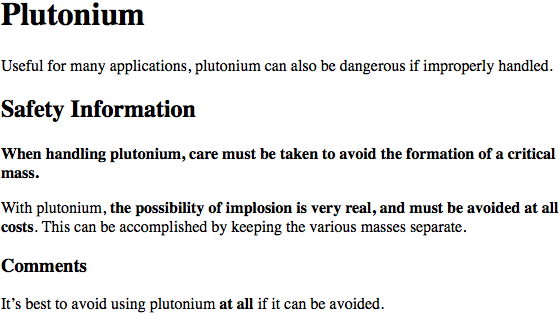 Plutonium
Useful for many applications, plutonium can also be dangerous if improperly handled.
Safety Information
When handling plutonium, care must be taken to avoid the formation of a critical
mass.
With plutonium, the possibility of implosion is very real, and must be avoided at all
costs. This can be accomplished by keeping the various masses separate.
Comments
It’s best to avoid using plutonium at all if it can be avoided.